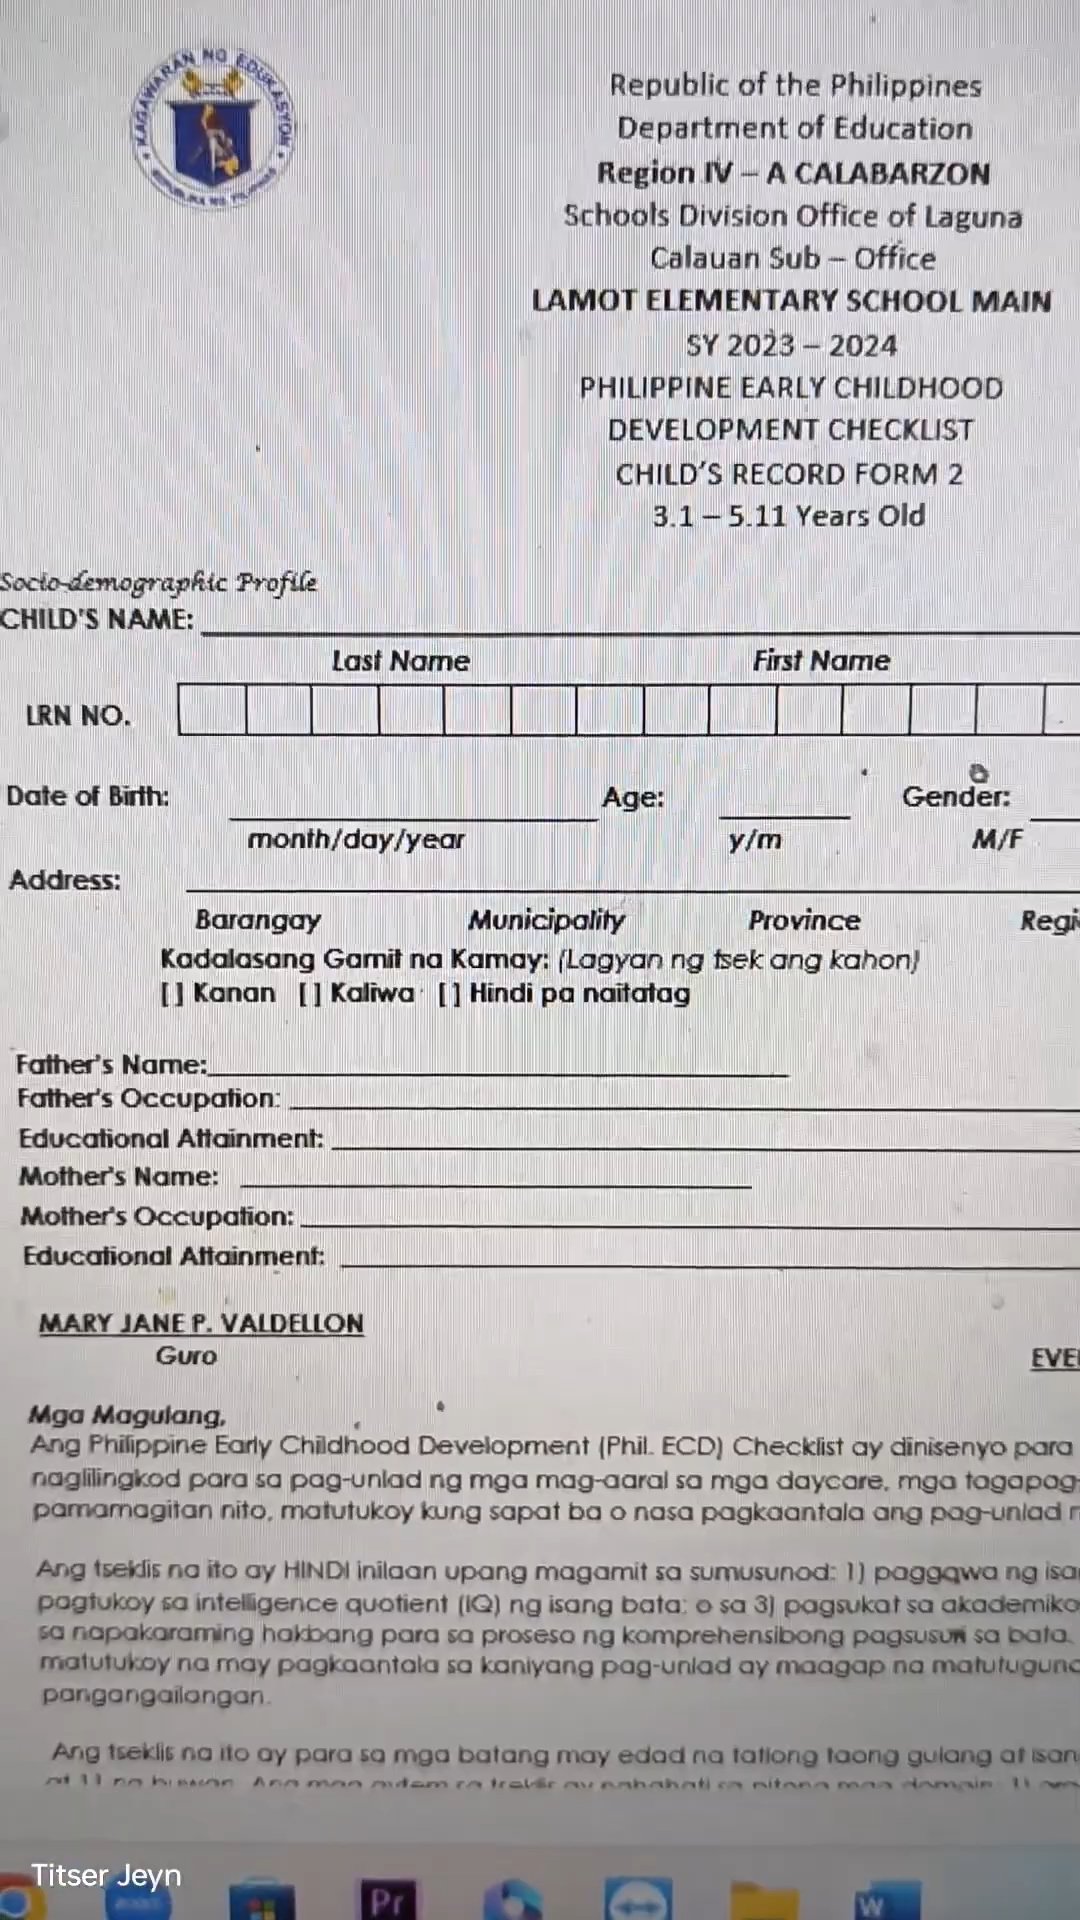 KAGAWARAN NG EDUKASYON
REPUBLIKA NG PILIPINAS
Republic of the Philippines
Department of Education
Region IV – A CALABARZON
Schools Division Office of Laguna
Calauan Sub – Office
LAMOT ELEMENTARY SCHOOL MAIN
SY 2023 – 2024
PHILIPPINE EARLY CHILDHOOD
DEVELOPMENT CHECKLIST
CHILD'S RECORD FORM 2
3.1 – 5.11 Years Old
Socio-demographic Profile
CHILD'S NAME:
Last Name First Name
LRN NO.
Date of Birth: Age: Gender:
month/day/year y/m M/F
Address:
Barangay Municipality Province Regi
Kadalasang Gamit na Kamay: (Lagyan ng tsek ang kahon)
[ ] Kanan [ ] Kaliwa [ ] Hindi pa naitatag
Father's Name:
Father's Occupation:
Educational Attainment:
Mother's Name:
Mother's Occupation:
Educational Attainment:
MARY JANE P. VALDELLON
Guro EVE
Mga Magulang,
Ang Philippine Early Childhood Development (Phil. ECD) Checklist ay dinisenyo para
naglilingkod para sa pag-unlad ng mga mag-aaral sa mga daycare, mga tagapag-
pamamagitan nito, matutukoy kung sapat ba o nasa pagkaantala ang pag-unlad
Ang tseklis na ito ay HINDI inilaan upang magamit sa sumusunod: 1) paggawa ng isa
pagtukoy sa intelligence quotient (IQ) ng isang bata; o sa 3) pagsukat sa akademiko
sa napakaraming hakbang para sa proseso ng komprehensibong pagsusuri sa bata.
matutukoy na may pagkaantala sa kaniyang pag-unlad ay maagap na matutugund
pangangailangan.
Ang tseklis na ito ay para sa mga batang may edad na tatlong taong gulang at isan
Titser Jeyn
Pr
W